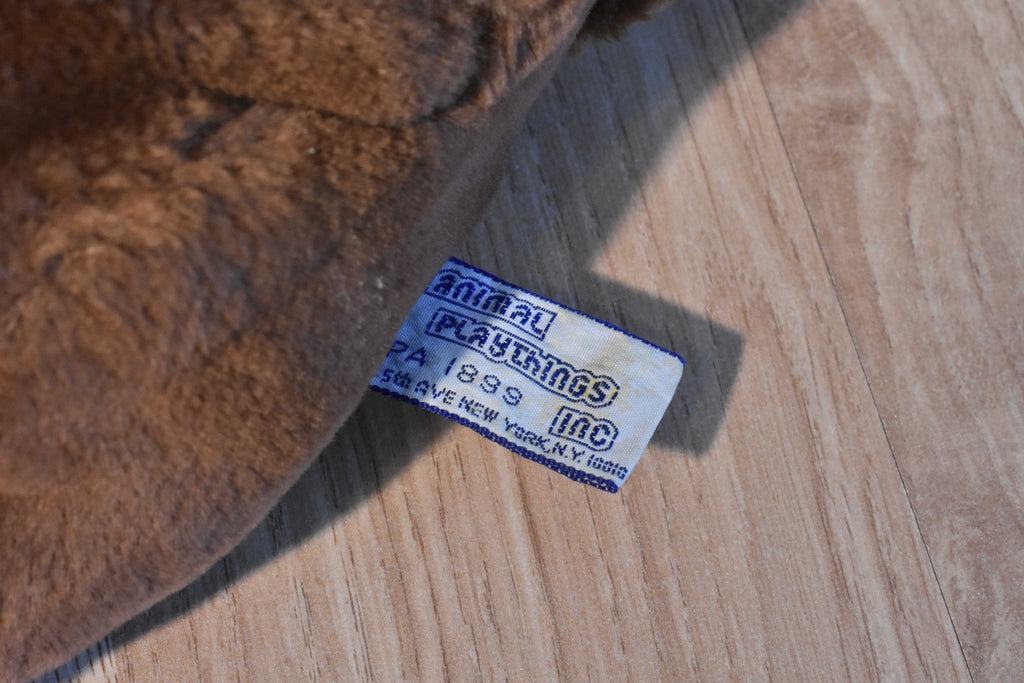 ANIMAL
PLAYTHINGS
INC
PA 1899
5th AVE NEW YORK, N.Y. 10010